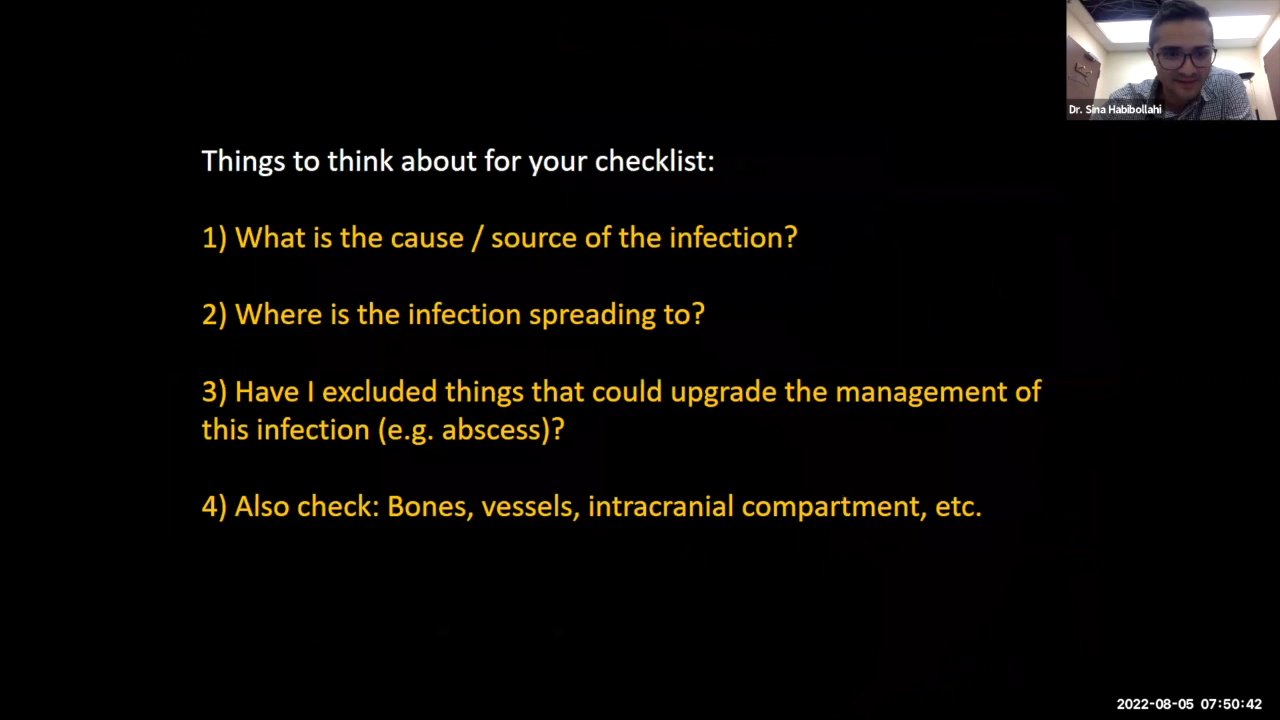 Dr. Sina Habibollahi
Things to think about for your checklist:
1) What is the cause / source of the infection?
2) Where is the infection spreading to?
3) Have I excluded things that could upgrade the management of
this infection (e.g. abscess)?
4) Also check: Bones, vessels, intracranial compartment, etc.
2022-08-05 07:50:42